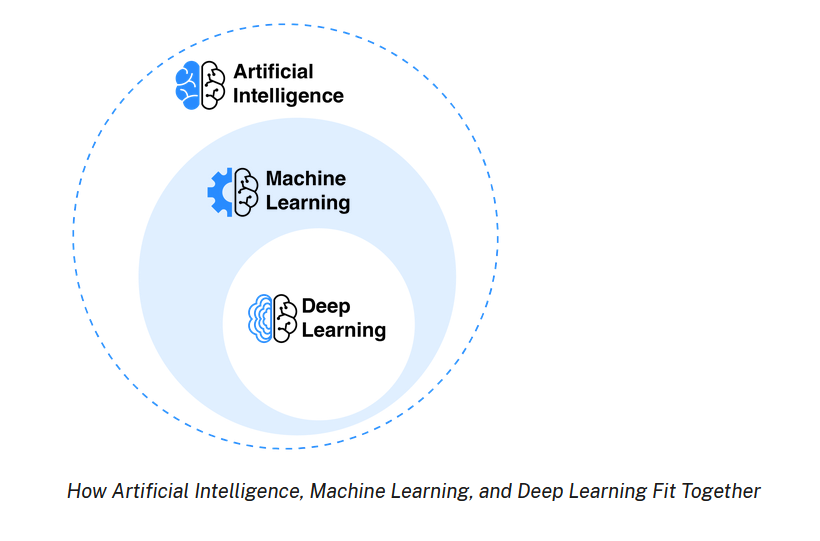 Artificial
Intelligence
Machine
Learning
Deep
Learning
How Artificial Intelligence, Machine Learning, and Deep Learning Fit Together